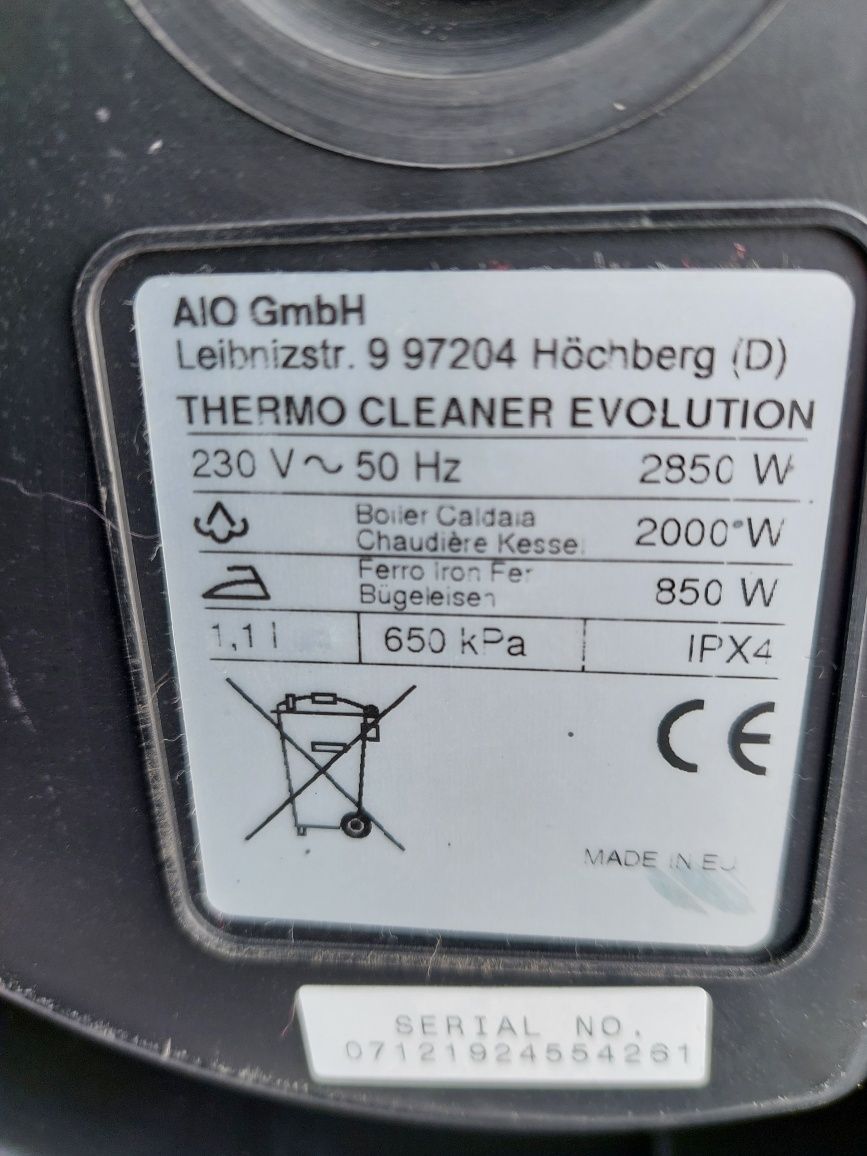 AIO GmbH
Leibnizstr. 9 97204 Höchberg (D)
THERMO CLEANER EVOLUTION
230 V~ 50 Hz 2850 W
Boiler Caldaia
Chaudière Kessel 2000 W
Ferro Iron Fer
Bügeleisen 850 W
1,1 l 650 kPa IPX4
CE
MADE IN EU
SERIAL NO.
07121924554261